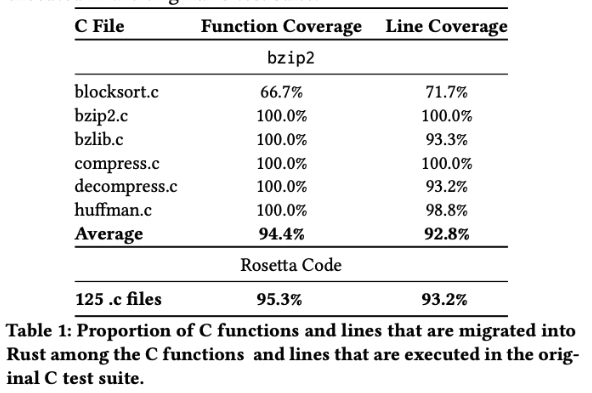 C File Function Coverage Line Coverage
bzip2
blocksort.c 66.7% 71.7%
bzip2.c 100.0% 100.0%
bzlib.c 100.0% 93.3%
compress.c 100.0% 100.0%
decompress.c 100.0% 93.2%
huffman.c 100.0% 98.8%
Average 94.4% 92.8%
Rosetta Code
125 .c files 95.3% 93.2%
Table 1: Proportion of C functions and lines that are migrated into
Rust among the C functions and lines that are executed in the orig-
inal C test suite.